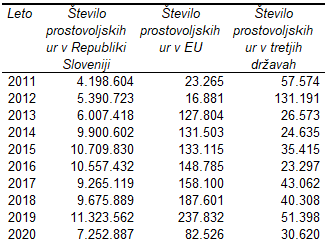 Leto Število prostovoljskih ur v Republiki Sloveniji Število prostovoljskih ur v EU Število prostovoljskih ur v tretjih državah
2011 4.198.604 23.265 57.574
2012 5.390.723 16.881 131.191
2013 6.007.418 127.804 26.573
2014 9.900.602 131.503 24.635
2015 10.709.830 133.115 35.415
2016 10.557.432 148.785 23.297
2017 9.265.119 158.100 43.062
2018 9.675.889 187.601 40.308
2019 11.323.562 237.832 51.398
2020 7.252.887 82.526 30.620